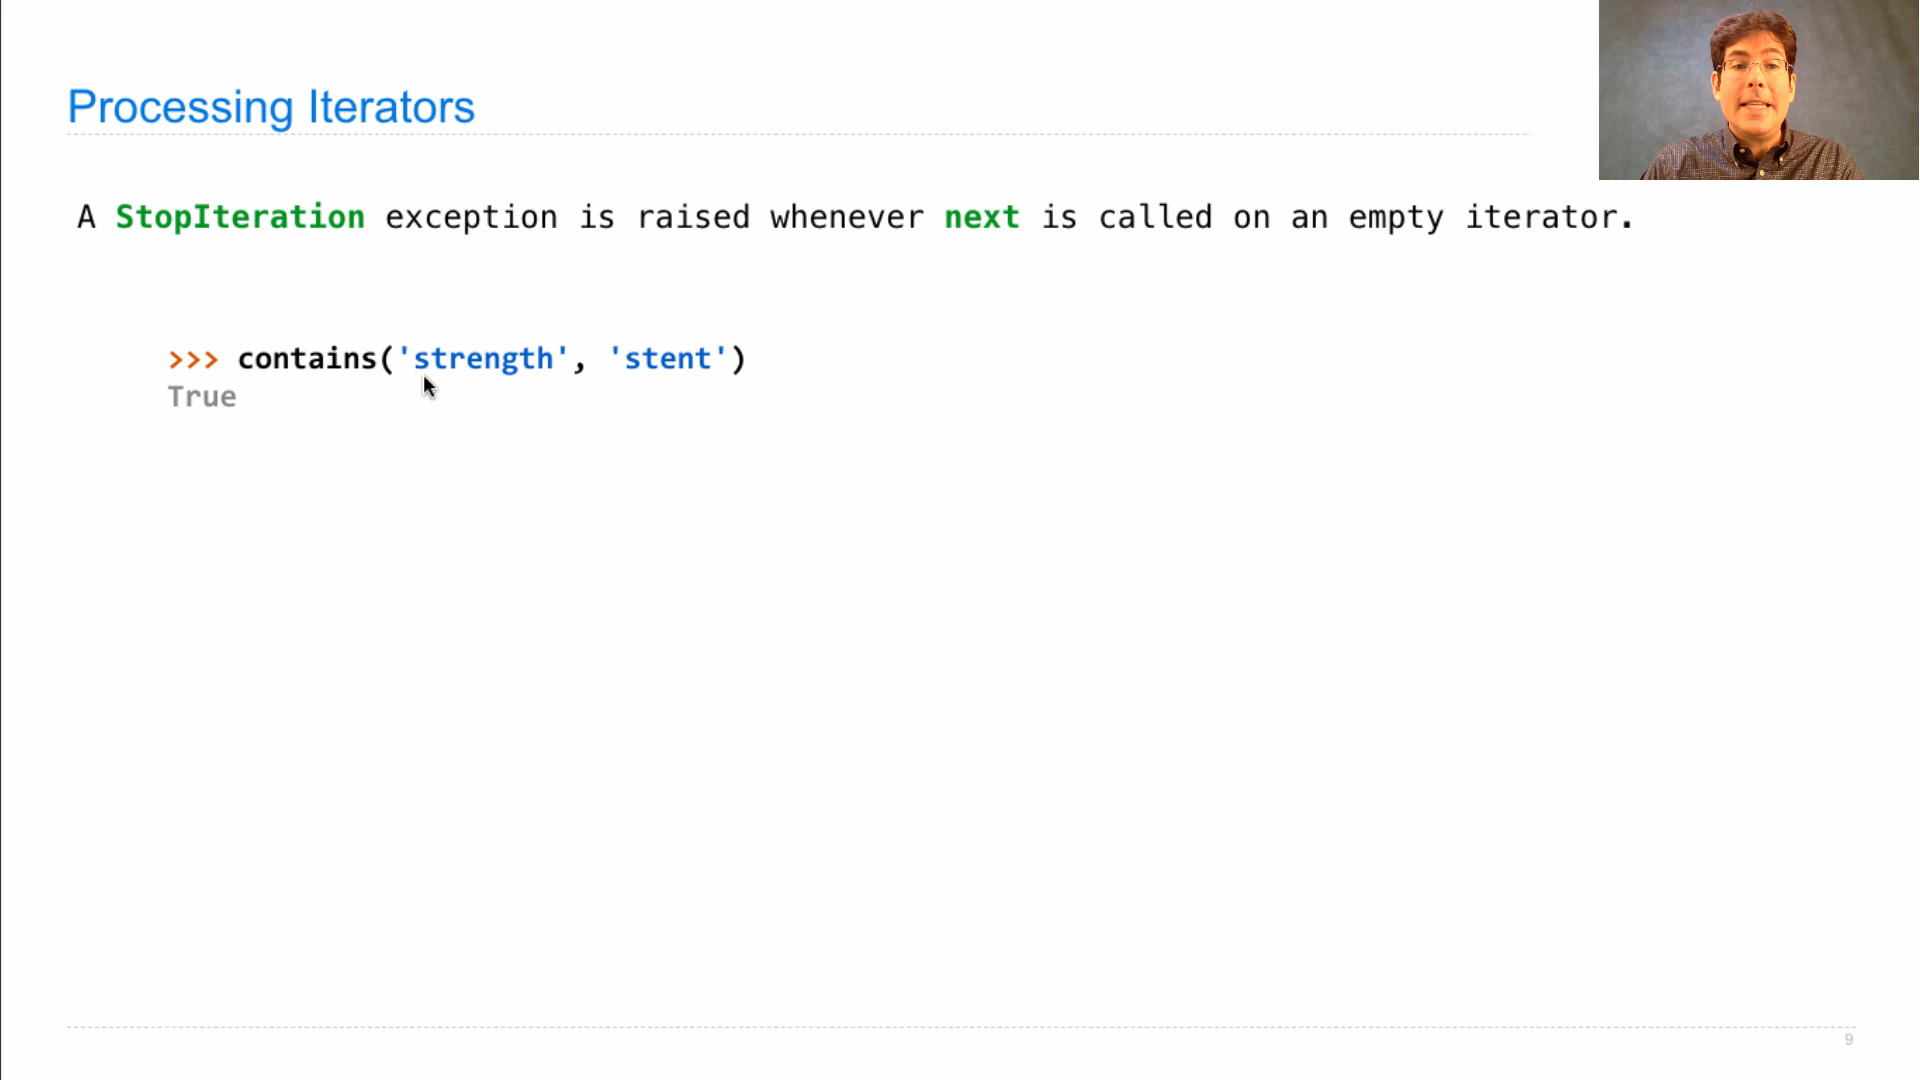 Processing Iterators
A StopIteration exception is raised whenever next is called on an empty iterator.
>>> contains('strength', 'stent')
True
9